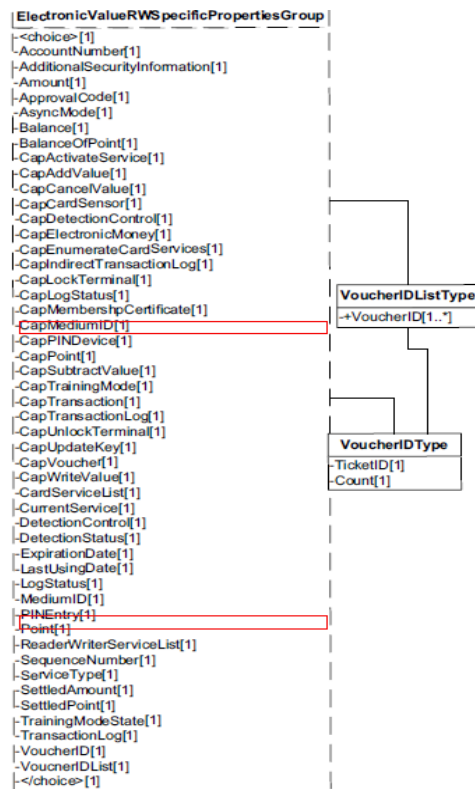 ElectronicValueRWSpecificPropertiesGroup
-<choice>[1]
-AccountNumber[1]
-AdditionalSecurityInformation[1]
-Amount[1]
-ApprovalCode[1]
-AsyncMode[1]
-Balance[1]
-BalanceOfPoint[1]
-CapActivateService[1]
-CapAddValue[1]
-CapCancelValue[1]
-CapCardSensor[1]
-CapDetectionControl[1]
-CapElectronicMoney[1]
-CapEnumerateCardServices[1]
-CapIndirectTransactionLog[1]
-CapLockTerminal[1]
-CapLogStatus[1]
-CapMembershpCertificate[1]
-CapMediumID[1]
-CapPINDevice[1]
-CapPoint[1]
-CapSubtractValue[1]
-CapTrainingMode[1]
-CapTransaction[1]
-CapTransactionLog[1]
-CapUnlockTerminal[1]
-CapUpdateKey[1]
-CapVoucher[1]
-CapWriteValue[1]
-CardServiceList[1]
-CurrentService[1]
-DetectionControl[1]
-DetectionStatus[1]
-ExpirationDate[1]
-LastUsingDate[1]
-LogStatus[1]
-MediumID[1]
-PINEntry[1]
-Point[1]
-ReaderWriterServiceList[1]
-SequenceNumber[1]
-ServiceType[1]
-SettledAmount[1]
-SettledPoint[1]
-TrainingModeState[1]
-TransactionLog[1]
-VoucherID[1]
-VoucnerIDList[1]
-</choice>[1]
VoucherIDListType
-+VoucherID[1..*]
VoucherIDType
-TicketID[1]
-Count[1]